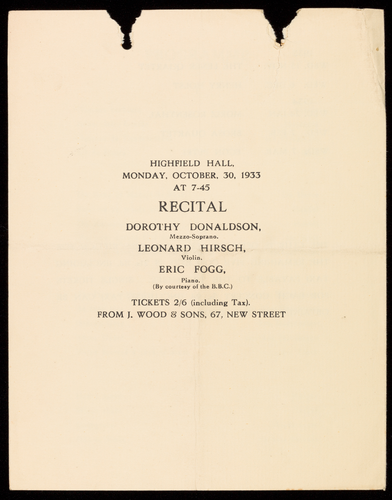 HIGHFIELD HALL,
MONDAY, OCTOBER, 30, 1933
AT 7-45
RECITAL
DOROTHY DONALDSON,
Mezzo-Soprano.
LEONARD HIRSCH,
Violin.
ERIC FOGG,
Piano.
(By courtesy of the B.B.C.)
TICKETS 2/6 (including Tax).
FROM J. WOOD & SONS, 67, NEW STREET